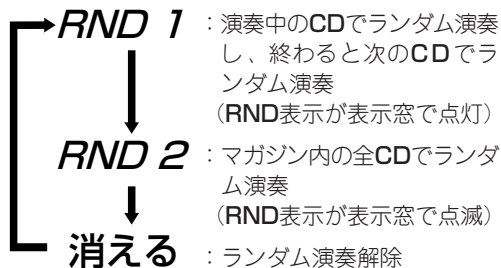 RND 1 :演奏中のCDでランダム演奏
し、終わると次のCDでラ
ンダム演奏
(RND表示が表示窓で点灯)
RND 2 :マガジン内の全CDでランダ
ム演奏
(RND表示が表示窓で点滅)
消える :ランダム演奏解除